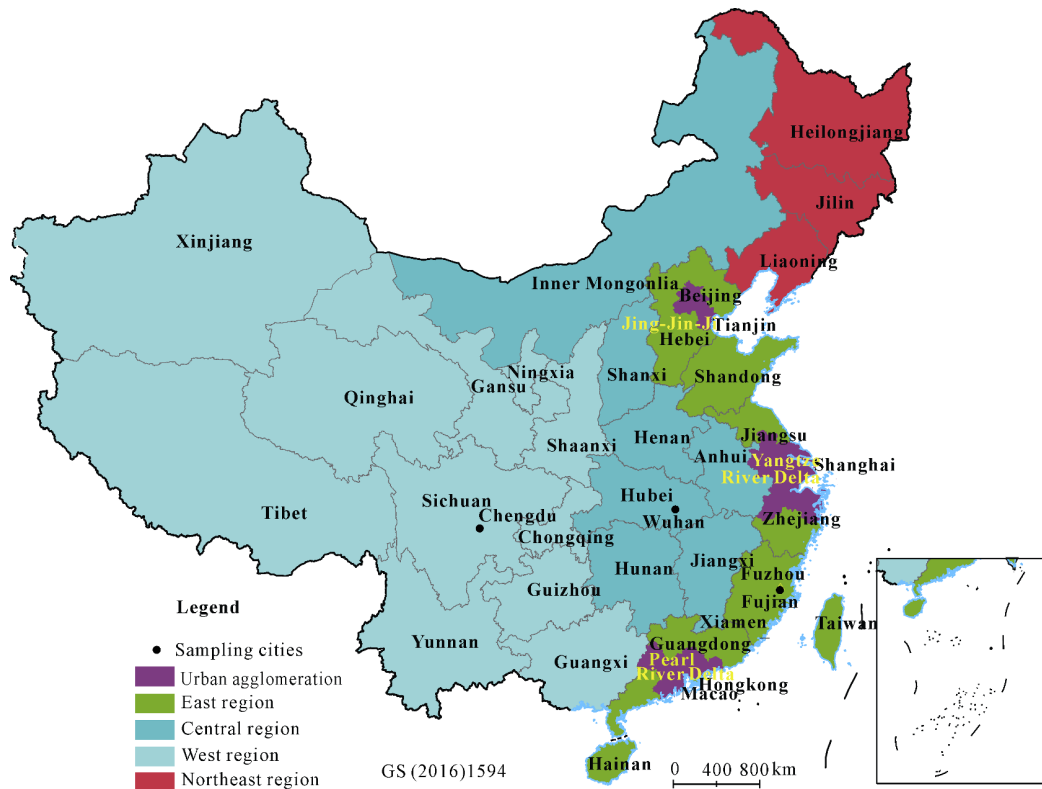 Heilongjiang
Jilin
Liaoning
Xinjiang
Inner Mongonlia
Beijing
Jing-Jin-J
Tianjin
Hebei
Ningxia
Gansu
Shanxi
Shandong
Qinghai
Shaanxi
Henan
Jiangsu
Anhui
Yangtz
Shanghai
River Delta
Sichuan
Hubei
Tibet
Chengdu
Wuhan
Zhejiang
Chongqing
Hunan
Jiangxi
Fuzhou
Guizhou
Fujian
Xiamen
Taiwan
Yunnan
Guangdong
Guangxi
Pearl
River Delta
Hongkong
Macao
Hainan
Legend
Sampling cities
Urban agglomeration
East region
Central region
West region
Northeast region
GS (2016)1594
0 400 800 km